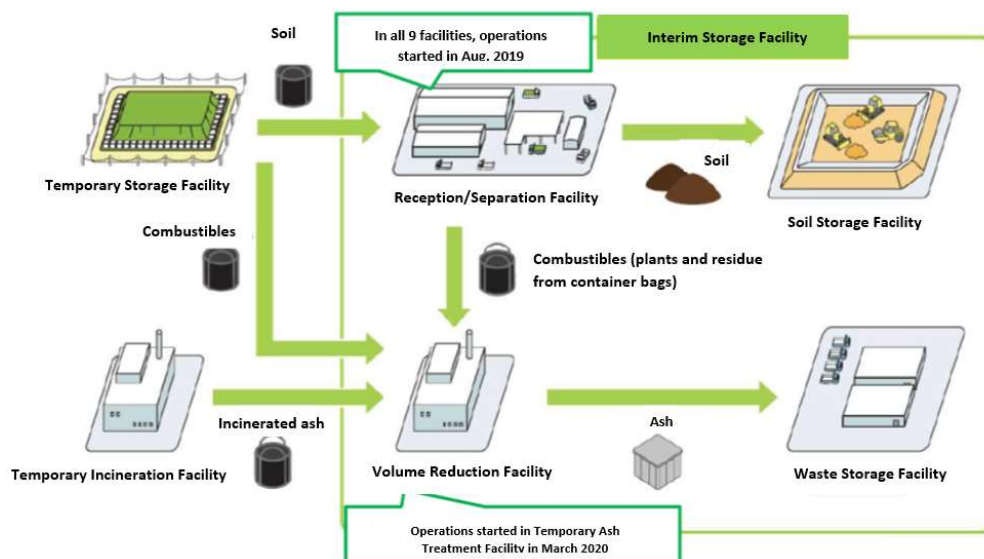 Soil
In all 9 facilities, operations
started in Aug. 2019
Interim Storage Facility
Temporary Storage Facility
Reception/Separation Facility
Soil
Soil Storage Facility
Combustibles
Combustibles (plants and residue
from container bags)
Temporary Incineration Facility
Incinerated ash
Volume Reduction Facility
Ash
Waste Storage Facility
Operations started in Temporary Ash
Treatment Facility in March 2020